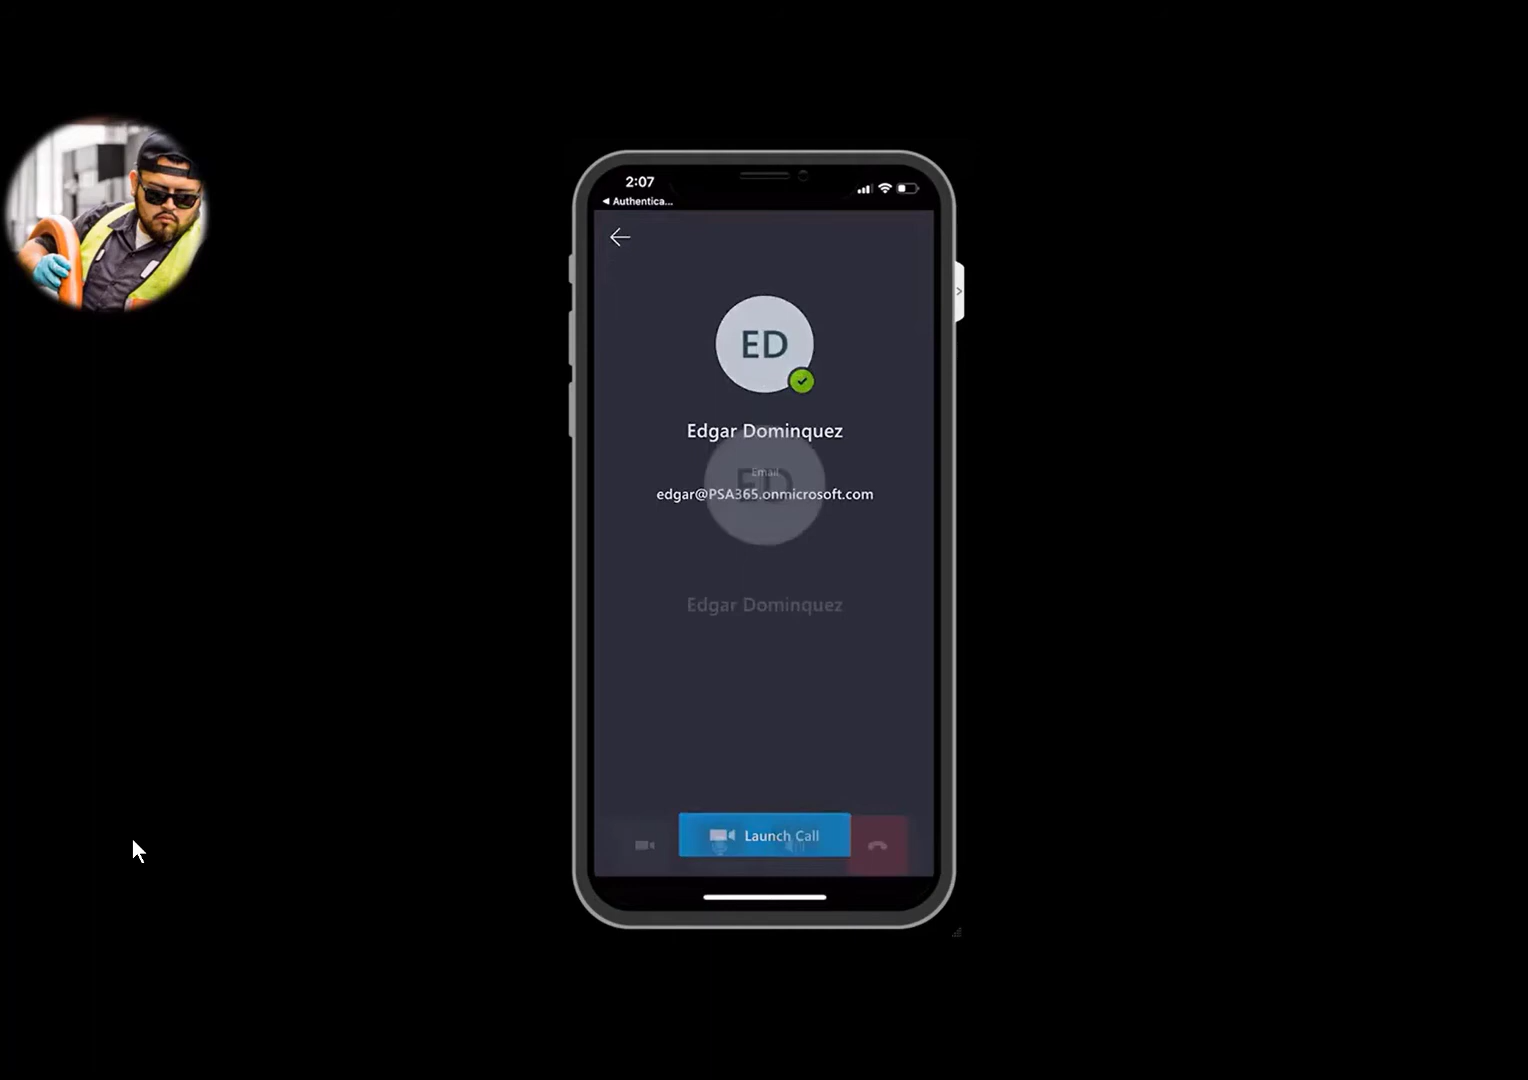 2:07
◀ Authentica...
ED
Edgar Dominquez
Email
edgar@PSA365.onmicrosoft.com
ED
Edgar Dominquez
Launch Call